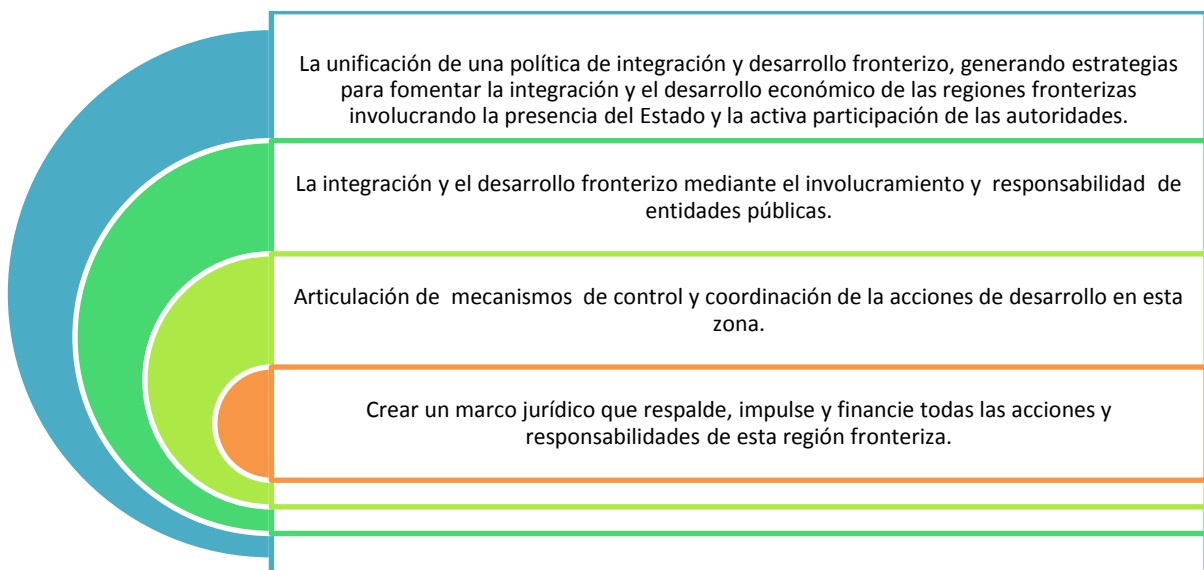 La unificación de una política de integración y desarrollo fronterizo, generando estrategias
para fomentar la integración y el desarrollo económico de las regiones fronterizas
involucrando la presencia del Estado y la activa participación de las autoridades.
La integración y el desarrollo fronterizo mediante el involucramiento y responsabilidad de
entidades públicas.
Articulación de mecanismos de control y coordinación de la acciones de desarrollo en esta
zona.
Crear un marco jurídico que respalde, impulse y financie todas las acciones y
responsabilidades de esta región fronteriza.